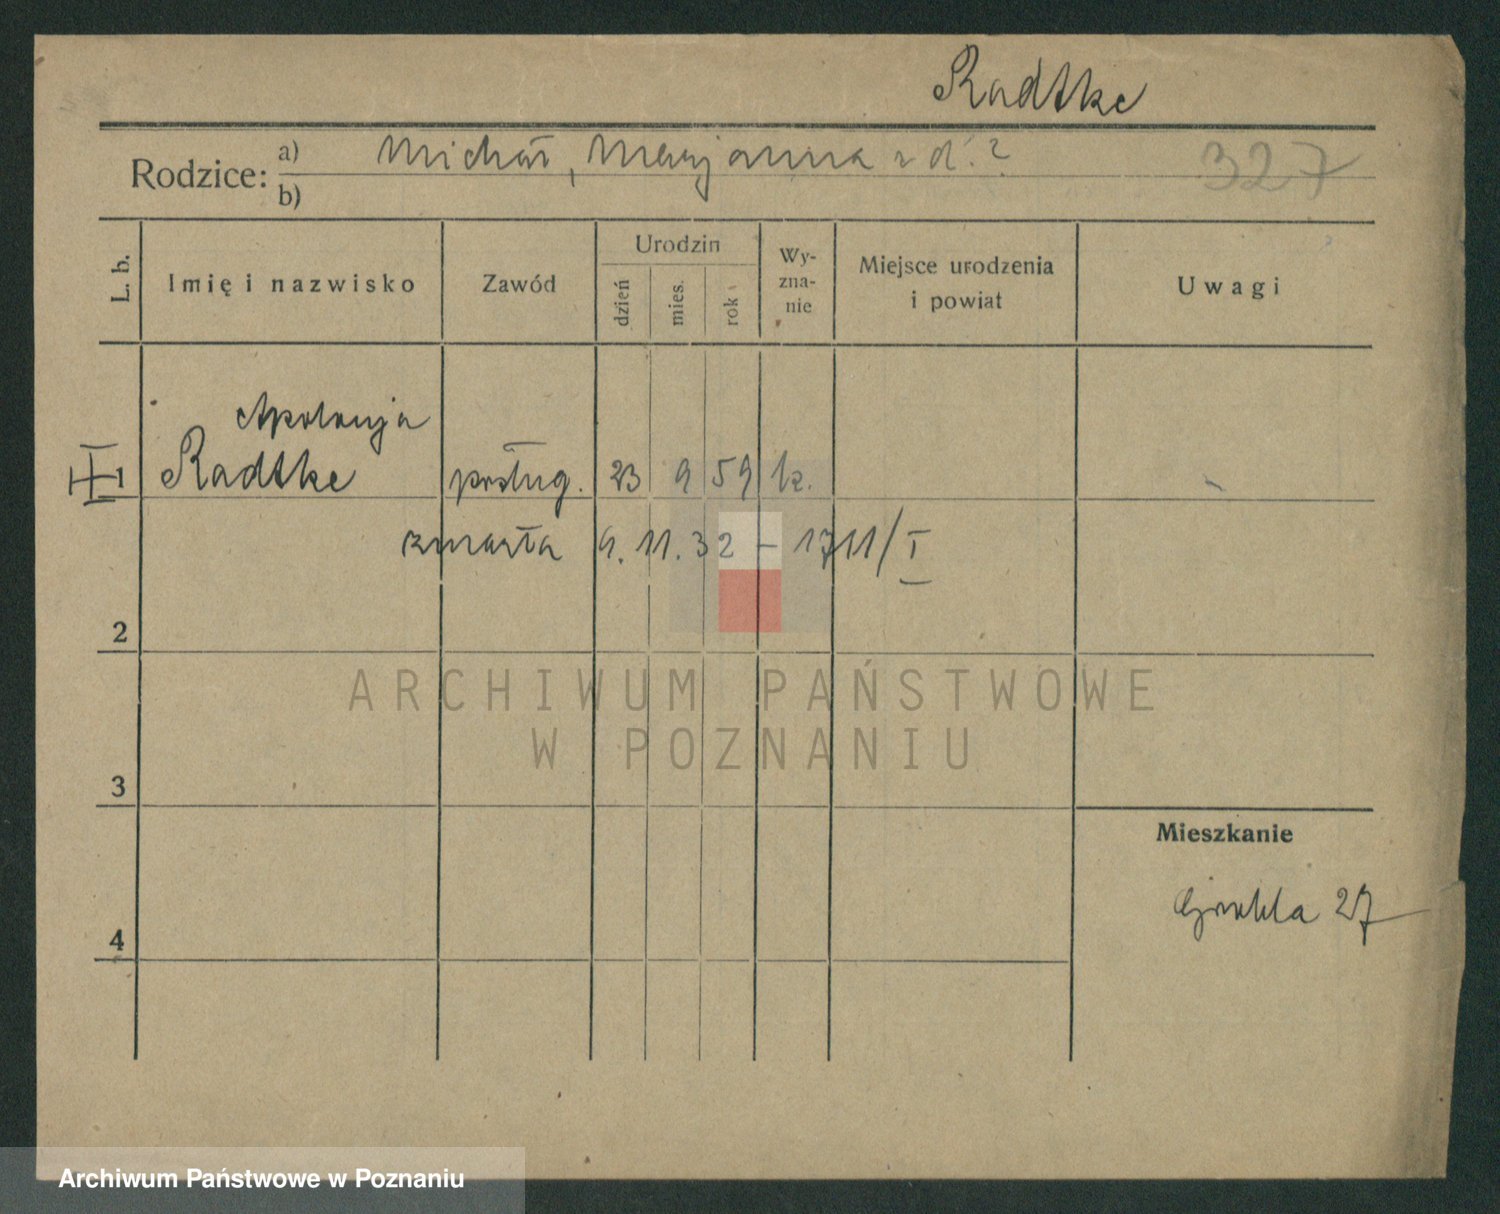 Radtke
Rodzice: a) Michał, Marjanna z d. ? 327
b)
L. b. Imię i nazwisko Zawód Urodzin dzień mies. rok Wy-zna-nie Miejsce urodzenia i powiat Uwagi
Apolonja
1 Radtke posług. 23 9 59 k.
zmarła 9. 11. 32 – 1711/I
2
ARCHIWUM PAŃSTWOWE
W POZNANIU
3
Mieszkanie
27
4
Archiwum Państwowe w Poznaniu